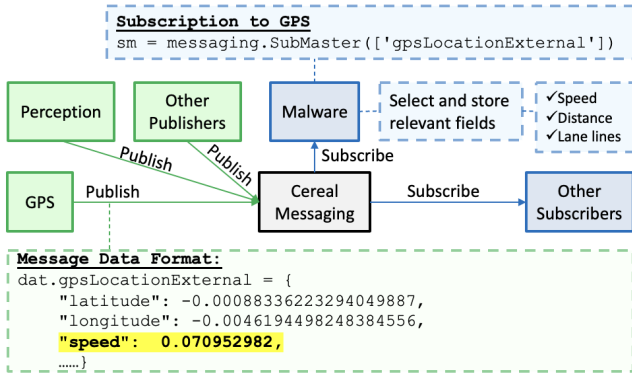 Subscription to GPS
sm = messaging.SubMaster(['gpsLocationExternal'])
Perception
Other
Publishers
Malware
Select and store
relevant fields
✓Speed
✓Distance
✓Lane lines
Publish
Publish
Subscribe
GPS
Publish
Cereal
Messaging
Subscribe
Other
Subscribers
Message Data Format:
dat.gpsLocationExternal = {
"latitude": -0.00088336223294049887,
"longitude": -0.0046194498248384556,
"speed": 0.070952982,
……}